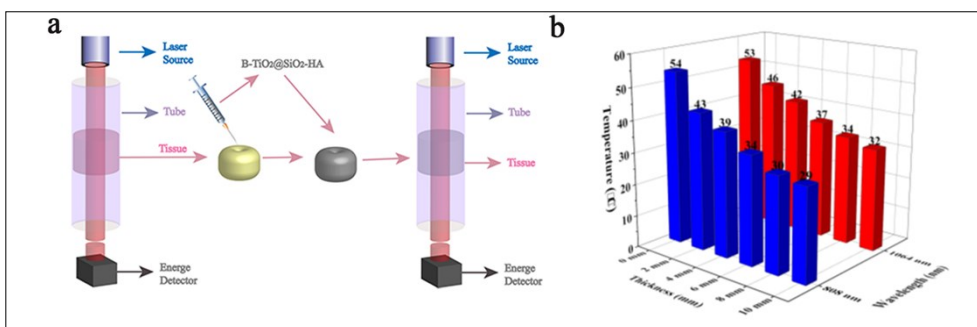 a
Laser
Source
B-TiO2@SiO2-HA
Tube
Tissue
Energe
Detector
Laser
Source
Tube
Tissue
Energe
Detector
b
60
50
40
30
20
10
0
Temperature (□C)
54
43
39
34
30
29
53
46
42
37
34
32
0 mm
2 mm
4 mm
6 mm
8 mm
10 mm
Thickness (mm)
808 nm
1064 nm
Wavelength (nm)